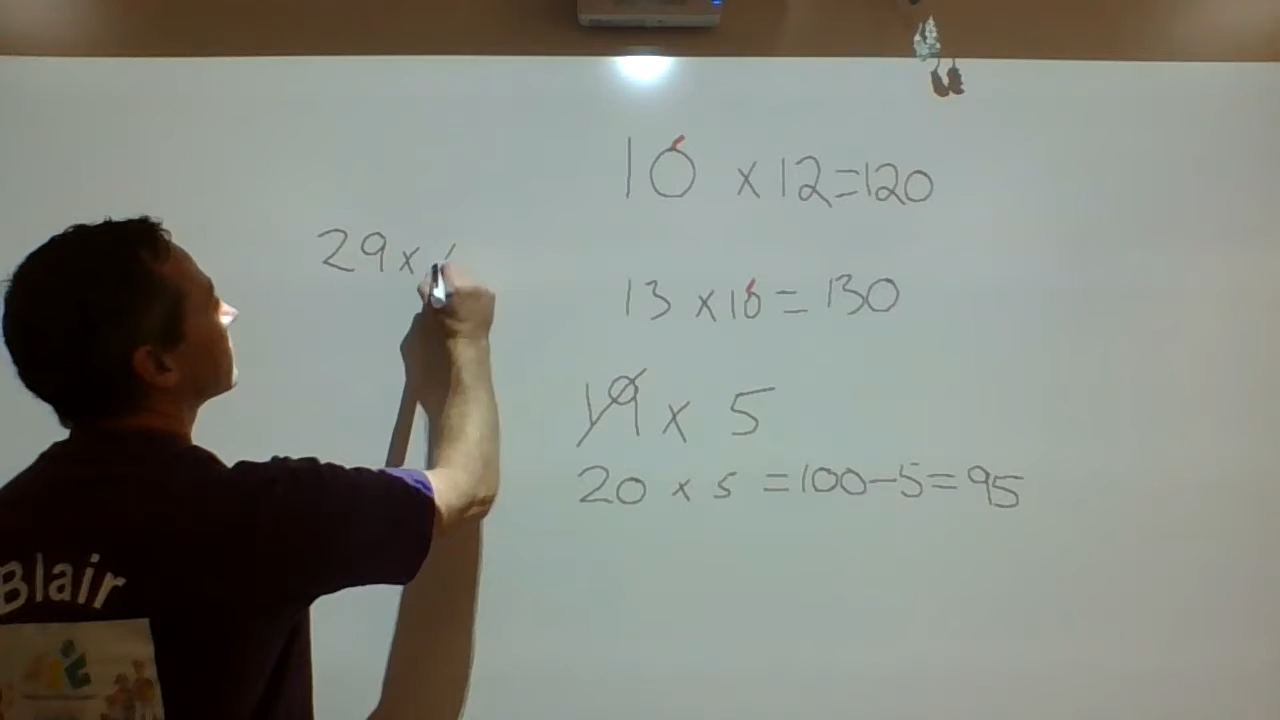 10 x 12=120
29 x
13 x 10 = 130
19 x 5
20 x 5 =100-5=95
Blair